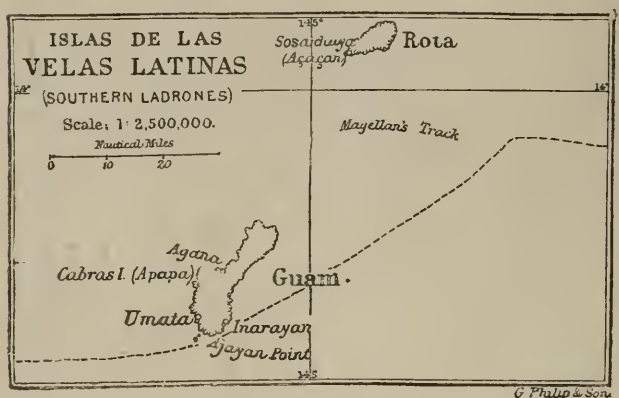 ISLAS DE LAS
VELAS LATINAS
(SOUTHERN LADRONES)
Scale; 1: 2,500,000.
Nautical Miles
0 10 20
145°
Rota
(Açaçan)
14°
14°
Magellan's Track
Agana
Cabras I. (Apapa)
Guam
Umata
Inarayan
Ajayan Point
145
G Philip & Son.